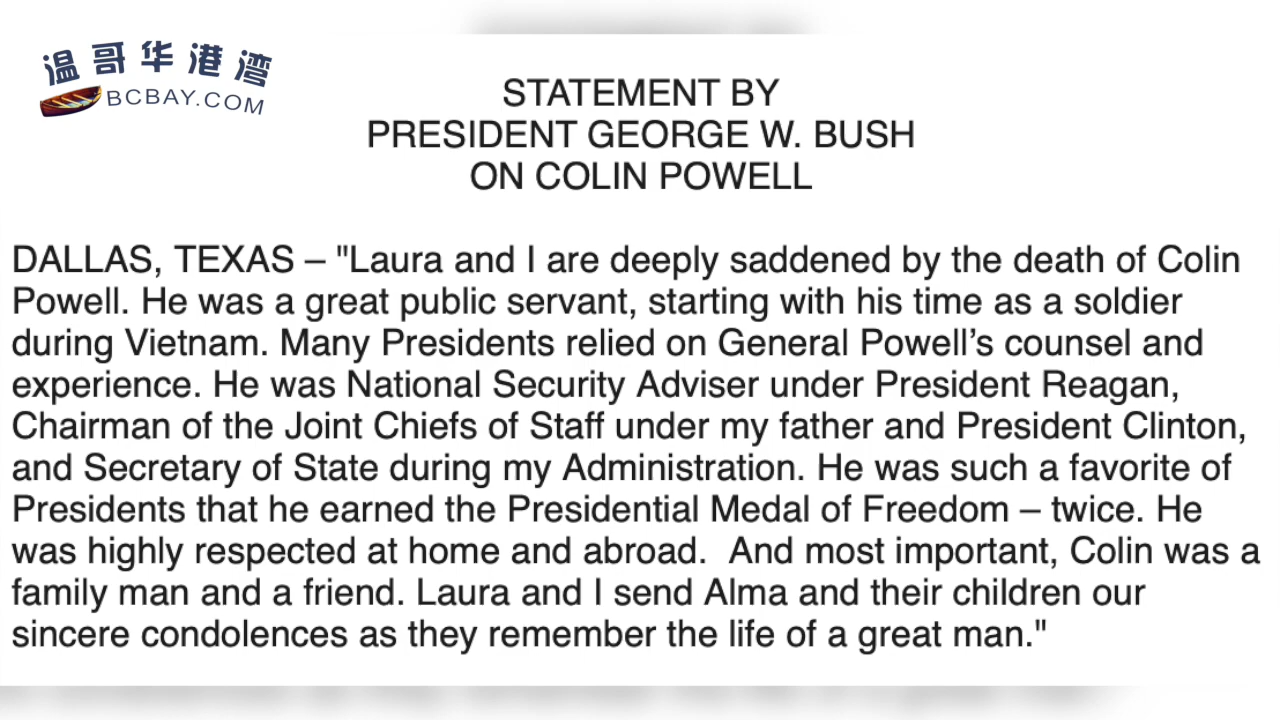 温哥华港湾
BCBAY.COM
STATEMENT BY
PRESIDENT GEORGE W. BUSH
ON COLIN POWELL
DALLAS, TEXAS – "Laura and I are deeply saddened by the death of Colin
Powell. He was a great public servant, starting with his time as a soldier
during Vietnam. Many Presidents relied on General Powell’s counsel and
experience. He was National Security Adviser under President Reagan,
Chairman of the Joint Chiefs of Staff under my father and President Clinton,
and Secretary of State during my Administration. He was such a favorite of
Presidents that he earned the Presidential Medal of Freedom – twice. He
was highly respected at home and abroad.  And most important, Colin was a
family man and a friend. Laura and I send Alma and their children our
sincere condolences as they remember the life of a great man."